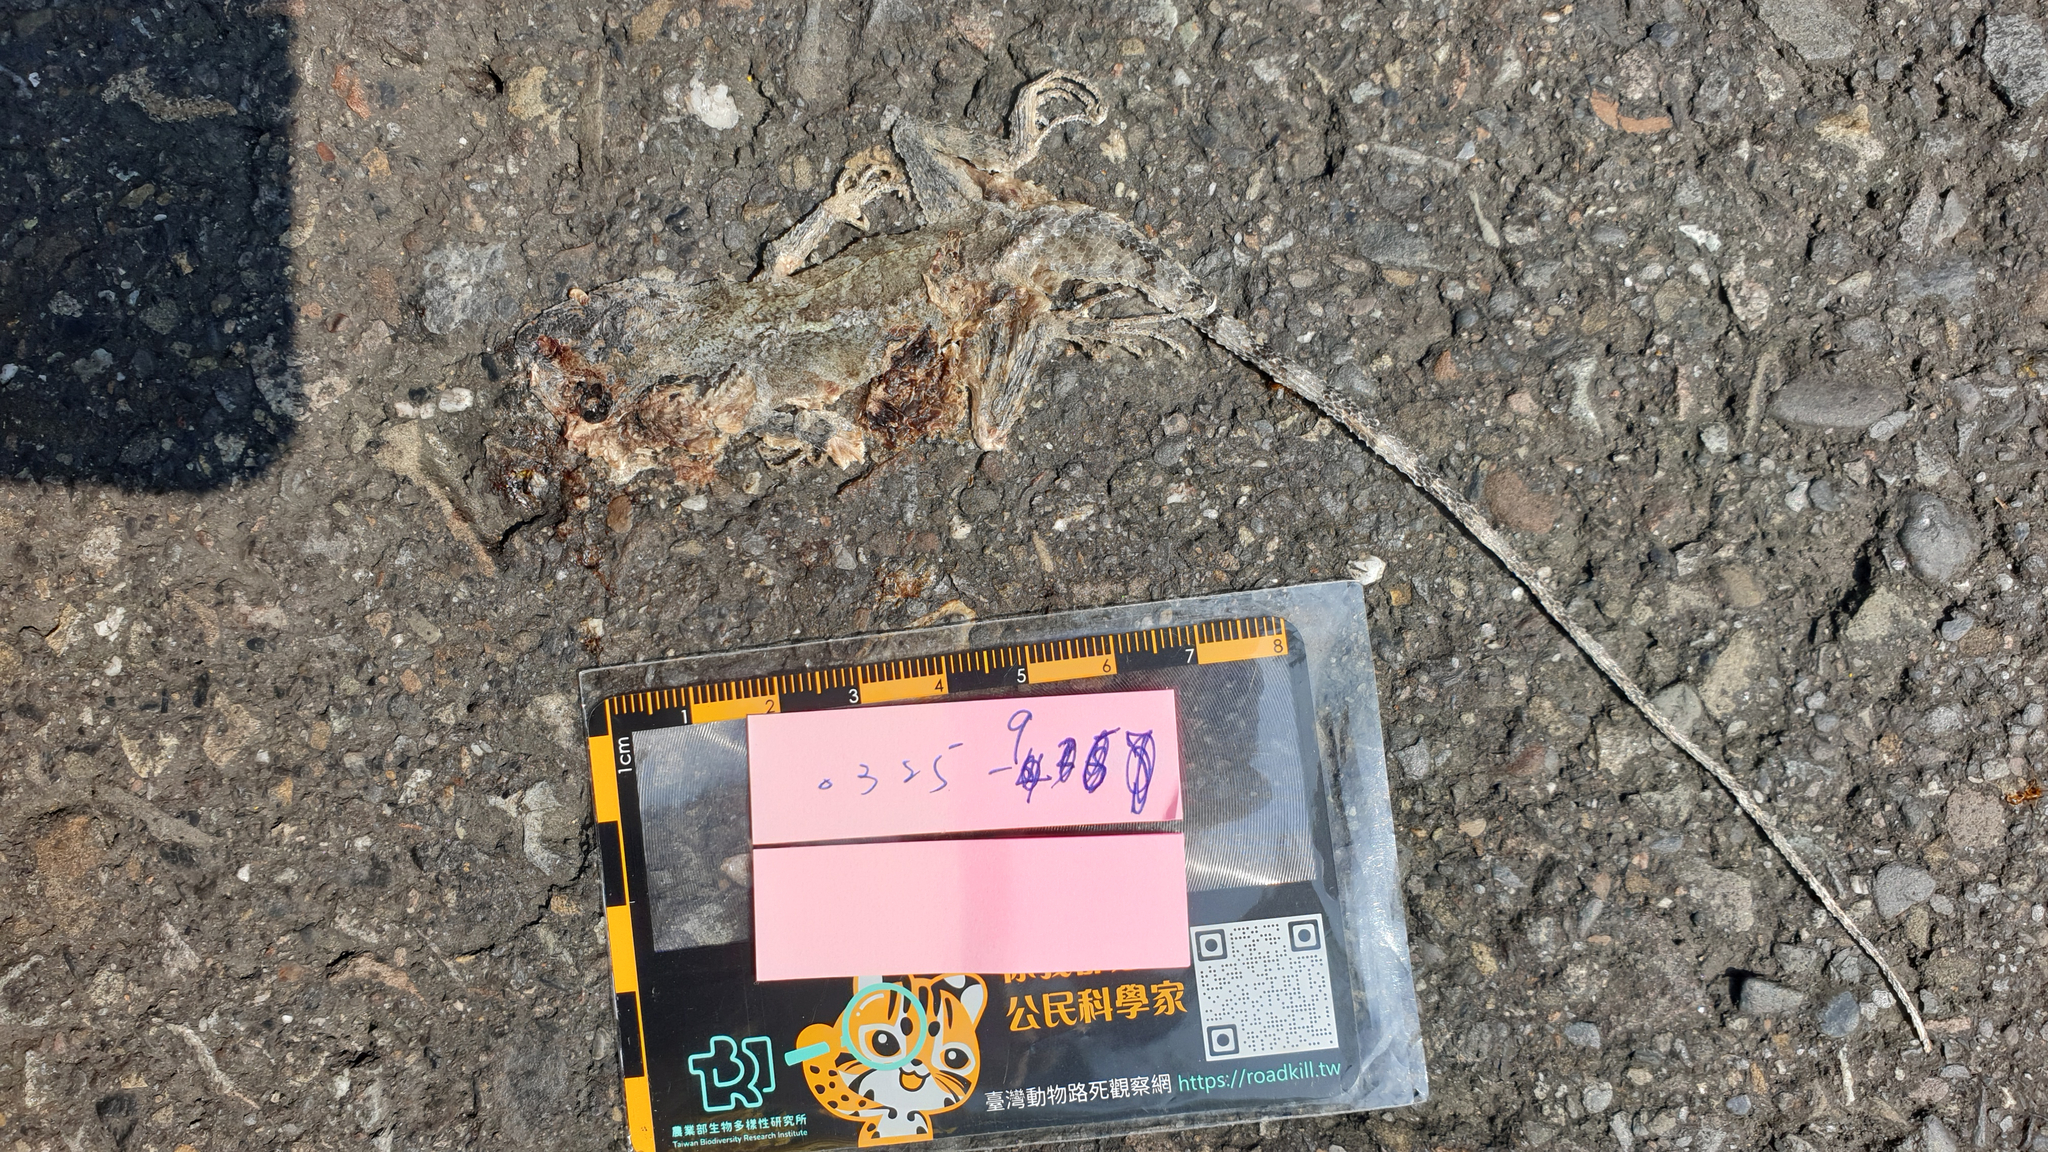 1 2 3 4 5 6 7 8
1cm
0325-9
公民科學家
臺灣動物路死觀察網 https://roadkill.tw
農業部生物多樣性研究所
Taiwan Biodiversity Research Institute